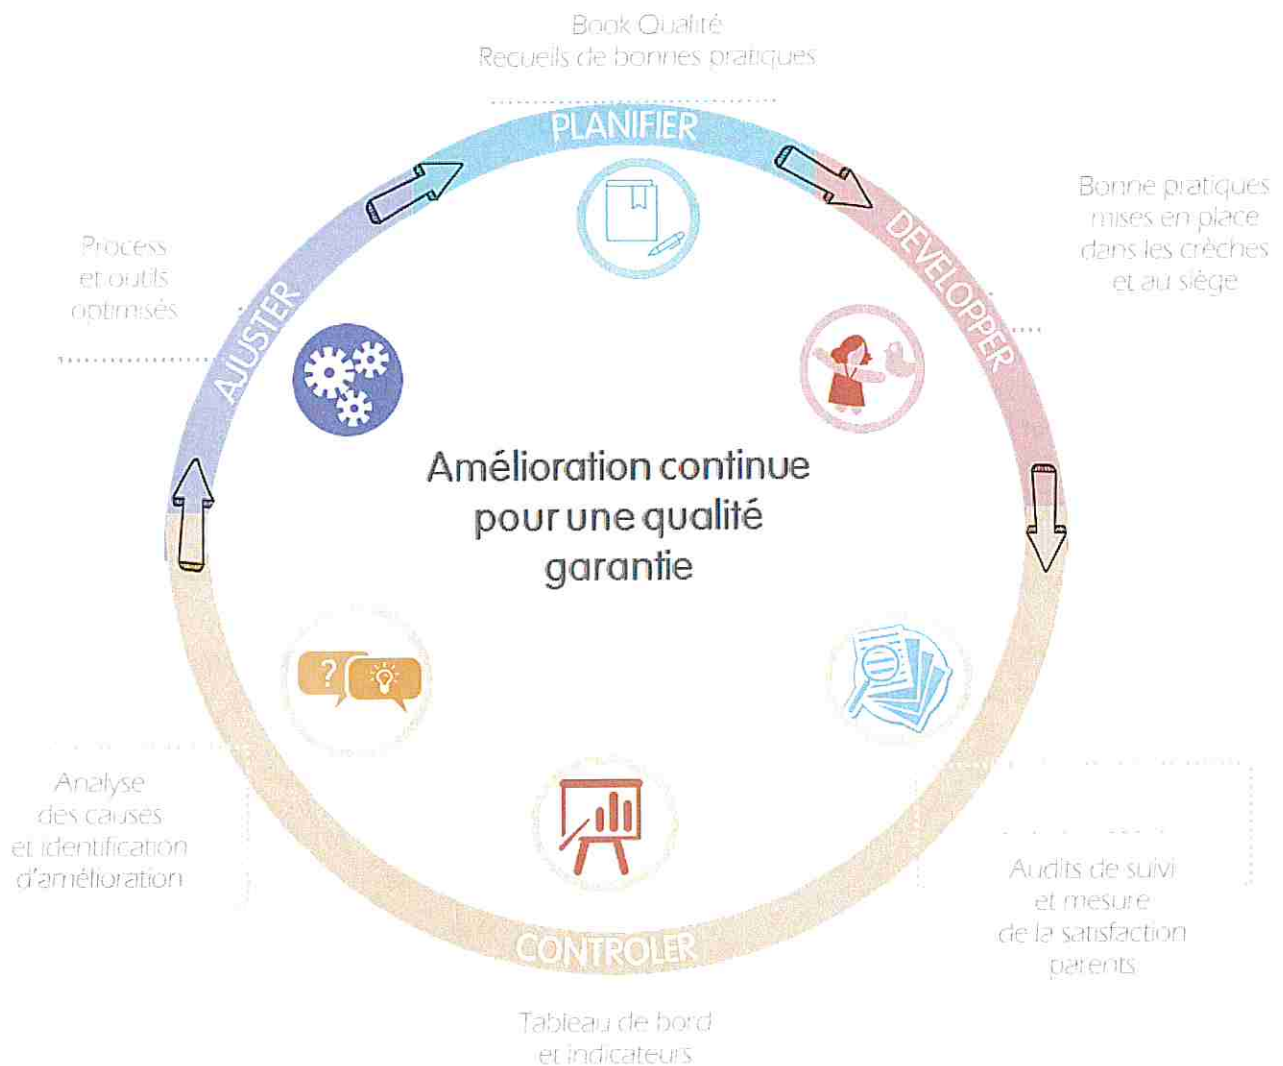 Book Qualité
Recueils de bonnes pratiques
PLANIFIER
Bonne pratiques
mises en place
dans les crèches
et au siège
DEVELOPPER
Process
et outils
optimisés
AJUSTER
Amélioration continue
pour une qualité
garantie
?
Analyse
des causes
et identification
d'amélioration
Audits de suivi
et mesure
de la satisfaction
parents
CONTROLER
Tableau de bord
et indicateurs